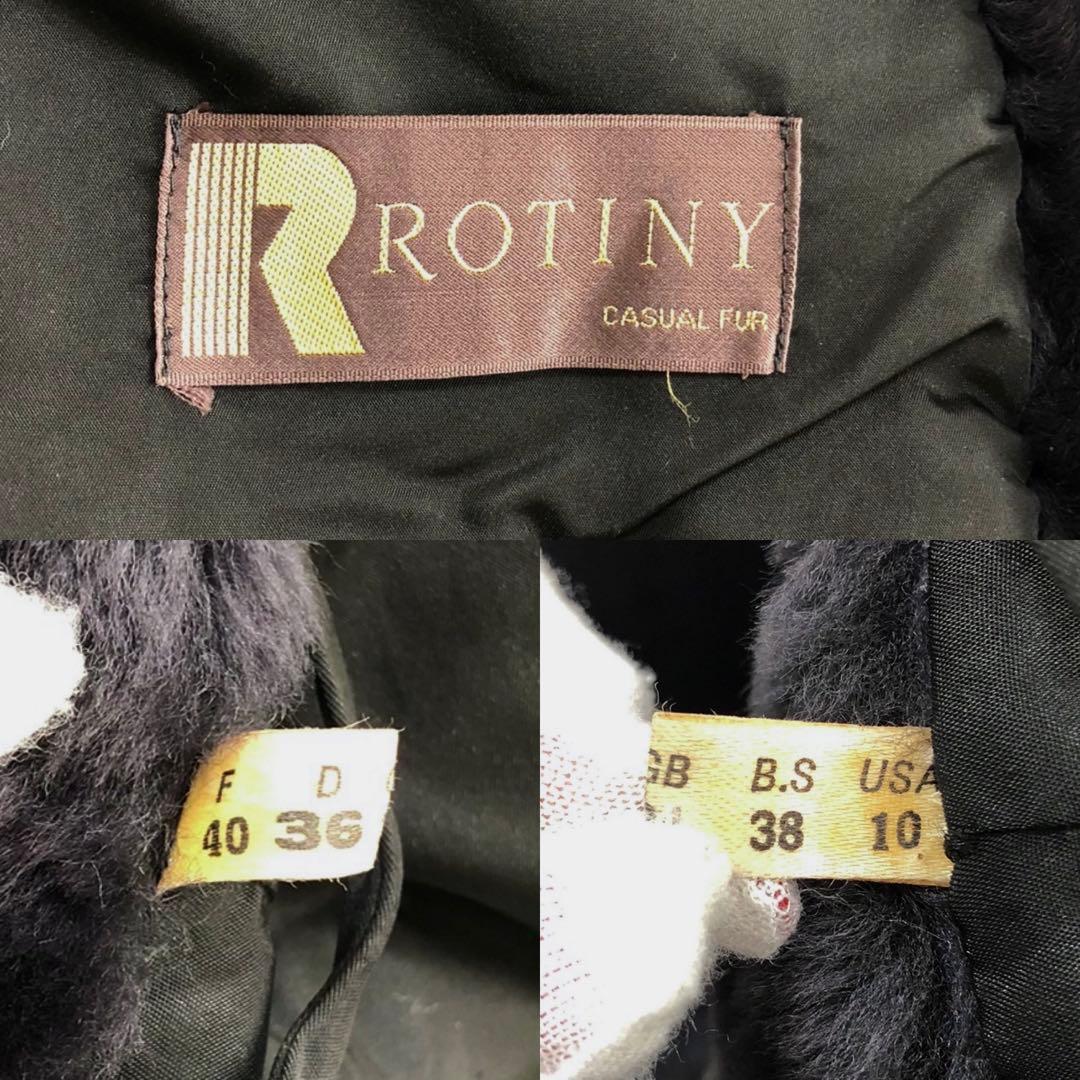 R ROTINY
CASUAL FUR
F D
40 36
GB B.S USA
38 10